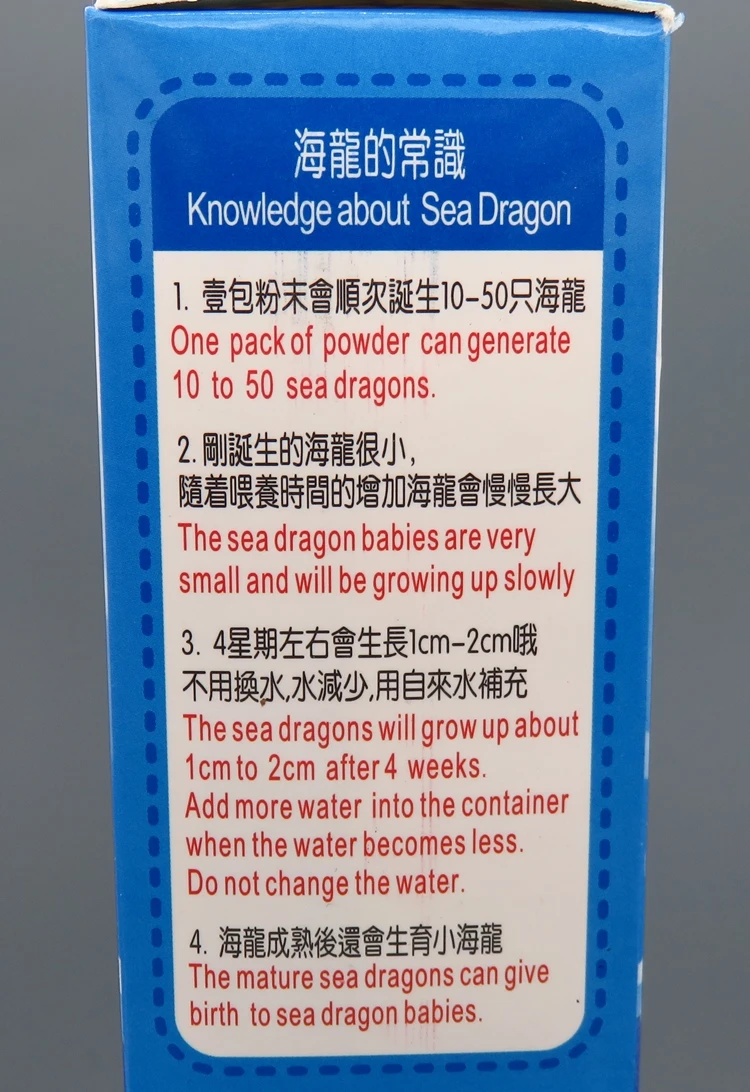 海龍的常識
Knowledge about Sea Dragon
1. 壹包粉末會順次誕生10-50只海龍
One pack of powder can generate
10 to 50 sea dragons.
2. 剛誕生的海龍很小,
隨着喂養時間的增加海龍會慢慢長大
The sea dragon babies are very
small and will be growing up slowly
3. 4星期左右會生長1cm-2cm哦
不用換水,水減少,用自來水補充
The sea dragons will grow up about
1cm to 2cm after 4 weeks.
Add more water into the container
when the water becomes less.
Do not change the water.
4. 海龍成熟後還會生育小海龍
The mature sea dragons can give
birth to sea dragon babies.